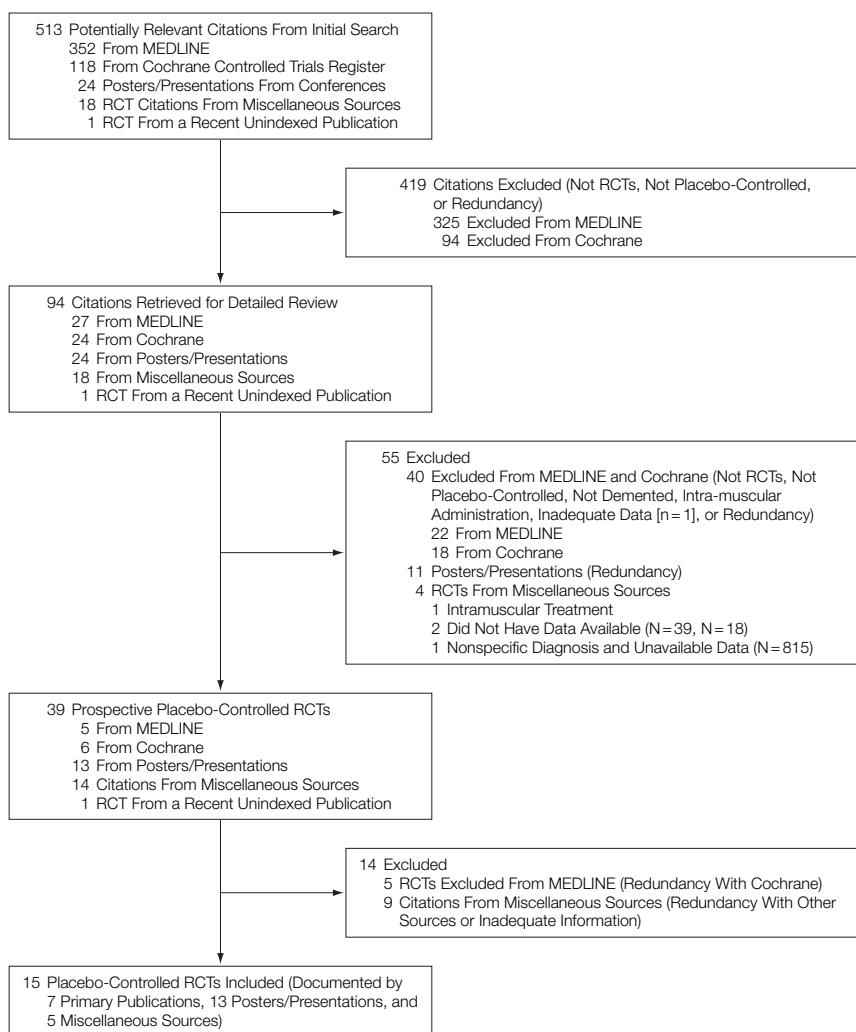 513 Potentially Relevant Citations From Initial Search
352 From MEDLINE
118 From Cochrane Controlled Trials Register
24 Posters/Presentations From Conferences
18 RCT Citations From Miscellaneous Sources
1 RCT From a Recent Unindexed Publication
419 Citations Excluded (Not RCTs, Not Placebo-Controlled,
or Redundancy)
325 Excluded From MEDLINE
94 Excluded From Cochrane
94 Citations Retrieved for Detailed Review
27 From MEDLINE
24 From Cochrane
24 From Posters/Presentations
18 From Miscellaneous Sources
1 RCT From a Recent Unindexed Publication
55 Excluded
40 Excluded From MEDLINE and Cochrane (Not RCTs, Not
Placebo-Controlled, Not Demented, Intra-muscular
Administration, Inadequate Data [n=1], or Redundancy)
22 From MEDLINE
18 From Cochrane
11 Posters/Presentations (Redundancy)
4 RCTs From Miscellaneous Sources
1 Intramuscular Treatment
2 Did Not Have Data Available (N=39, N=18)
1 Nonspecific Diagnosis and Unavailable Data (N=815)
39 Prospective Placebo-Controlled RCTs
5 From MEDLINE
6 From Cochrane
13 From Posters/Presentations
14 Citations From Miscellaneous Sources
1 RCT From a Recent Unindexed Publication
14 Excluded
5 RCTs Excluded From MEDLINE (Redundancy With Cochrane)
9 Citations From Miscellaneous Sources (Redundancy With Other
Sources or Inadequate Information)
15 Placebo-Controlled RCTs Included (Documented by
7 Primary Publications, 13 Posters/Presentations, and
5 Miscellaneous Sources)